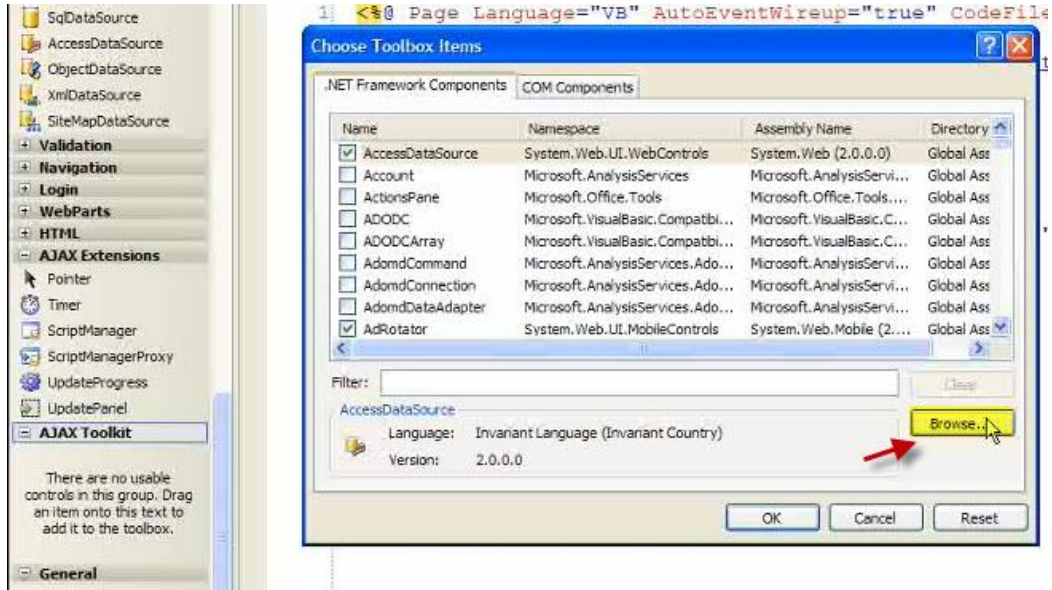 SqlDataSource
AccessDataSource
ObjectDataSource
XmlDataSource
SiteMapDataSource
Validation
Navigation
Login
WebParts
HTML
AJAX Extensions
Pointer
Timer
ScriptManager
ScriptManagerProxy
UpdateProgress
UpdatePanel
AJAX Toolkit
There are no usable
controls in this group. Drag
an item onto this text to
add it to the toolbox.
General
1 <%@ Page Language="VB" AutoEventWireup="true" CodeFile
Choose Toolbox Items
.NET Framework Components COM Components
Name Namespace Assembly Name Directory
AccessDataSource System.Web.UI.WebControls System.Web (2.0.0.0) Global Ass
Account Microsoft.AnalysisServices Microsoft.AnalysisServi... Global Ass
ActionsPane Microsoft.Office.Tools Microsoft.Office.Tools.... Global Ass
ADODC Microsoft.VisualBasic.Compatibi... Microsoft.VisualBasic.C... Global Ass
ADODCArray Microsoft.VisualBasic.Compatbi... Microsoft.VisualBasic.C... Global Ass
AdomdCommand Microsoft.AnalysisServices.Ado... Microsoft.AnalysisServi... Global Ass
AdomdConnection Microsoft.AnalysisServices.Ado... Microsoft.AnalysisServi... Global Ass
AdomdDataAdapter Microsoft.AnalysisServices.Ado... Microsoft.AnalysisServi... Global Ass
AdRotator System.Web.UI.MobileControls System.Web.Mobile (2.... Global Ass
Filter: Clear
AccessDataSource
Language: Invariant Language (Invariant Country)
Version: 2.0.0.0
Browse...
OK Cancel Reset